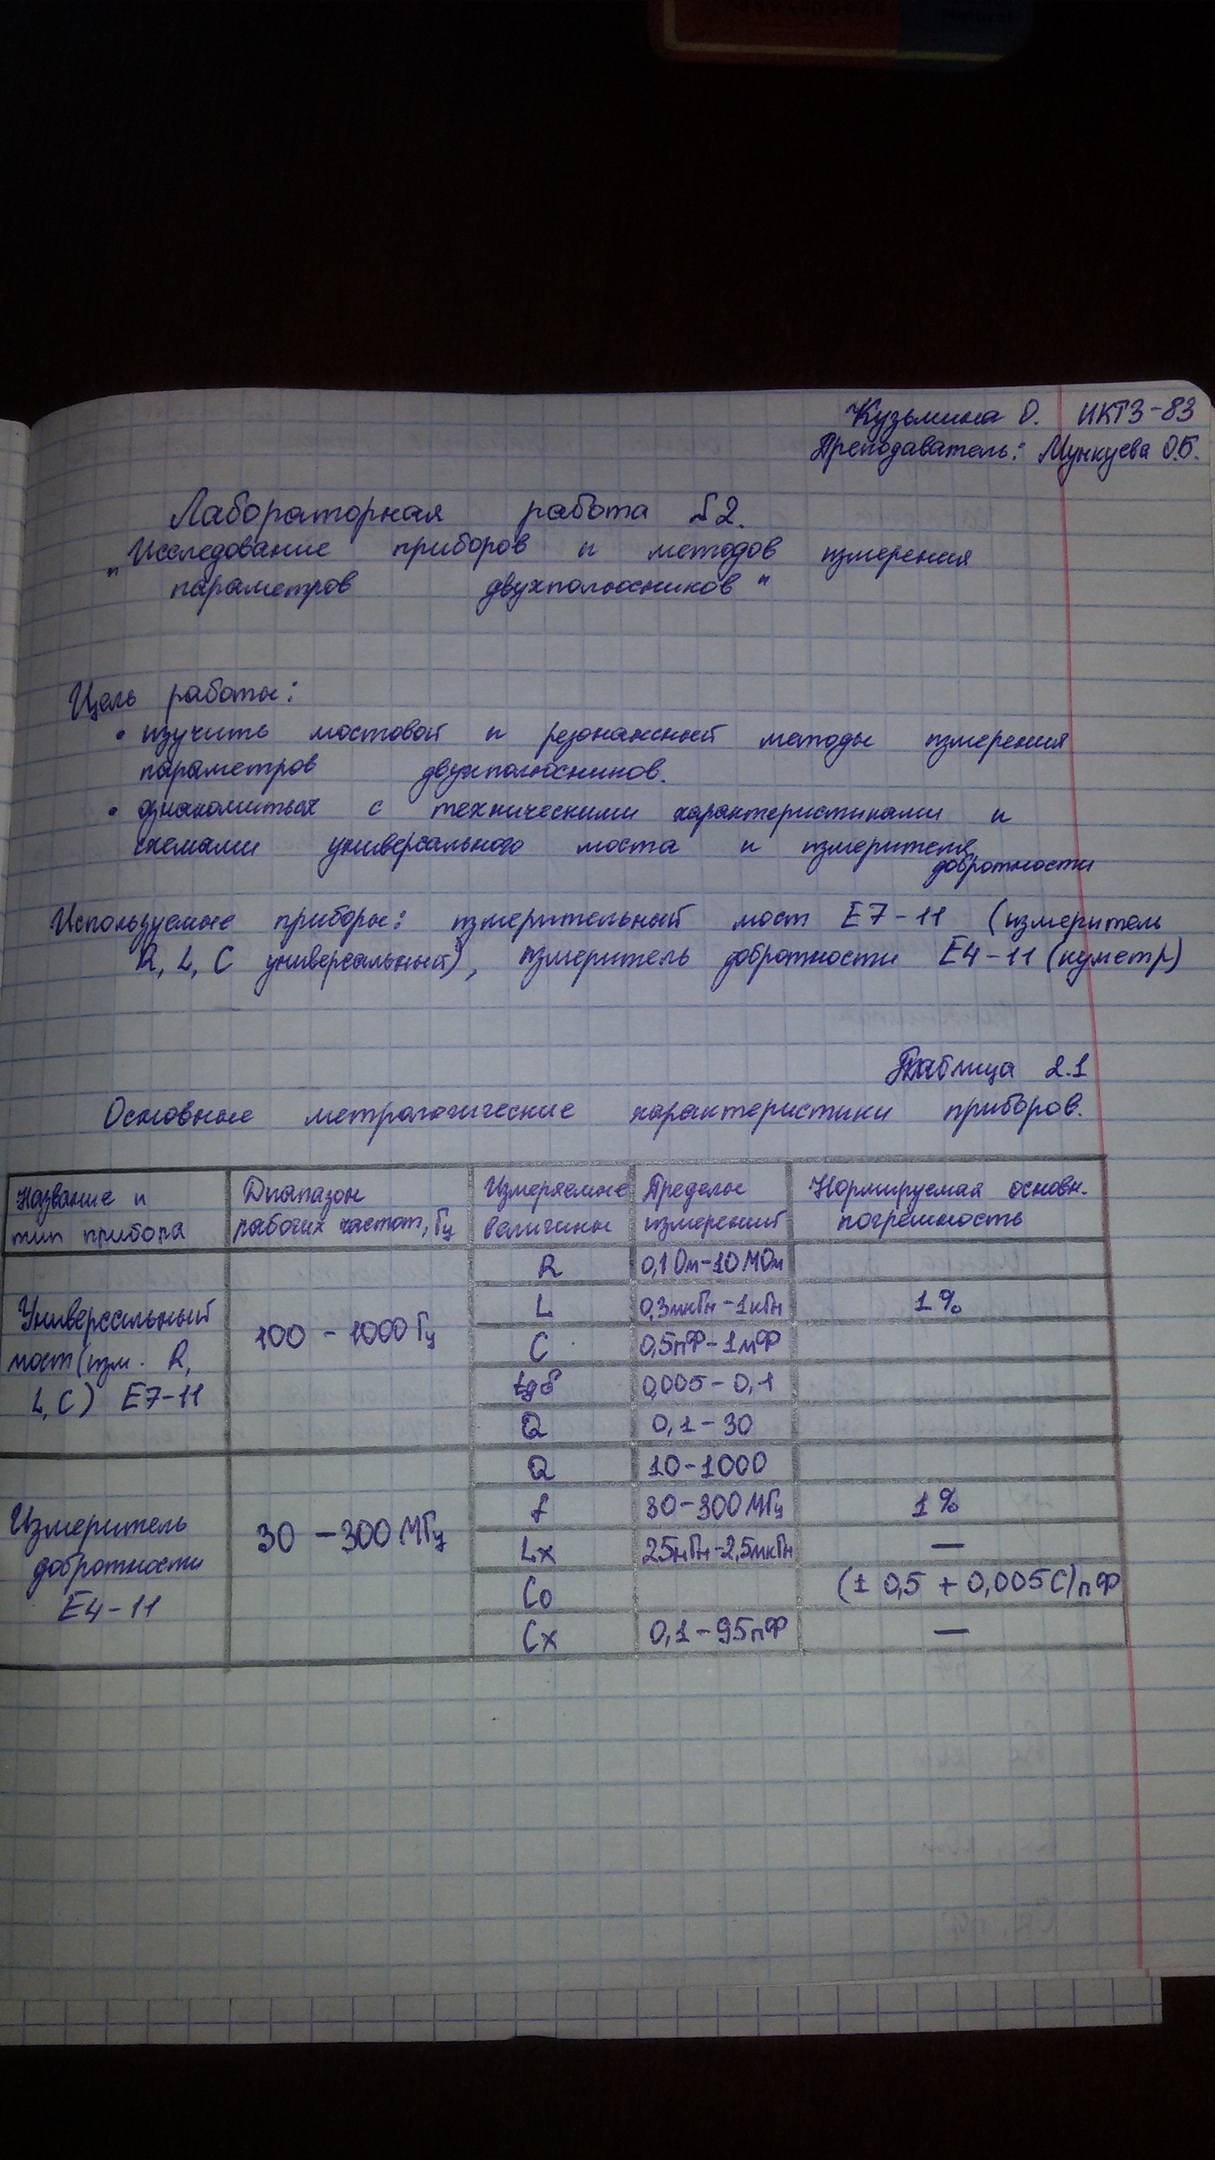 Кузьмина О. ИКТЗ-83
Преподаватель: Мункуева О.Б.
Лабораторная работа №2.
„Исследование приборов и методов измерения
параметров двухполюсников"
Цель работы:
• изучить мостовой и резонансный методы измерения
параметров двухполюсников.
• ознакомиться с техническими характеристиками и
схемами универсального моста и измерителя
добротности
Используемые приборы: измерительный мост Е7-11 (измеритель
R, L, C универсальный), измеритель добротности Е4-11 (куметр)
Таблица 2.1
Основные метрологические характеристики приборов.
Название и тип прибора | Диапазон рабочих частот, Гц | Измеряемые величины | Пределы измерений | Нормируемая основн. погрешность
Универсальный мост (изм. R, L, C) Е7-11 | 100 - 1000 Гц
R | 0,1 Ом - 10 МОм
L | 0,3мкГн - 1кГн | 1%
C | 0,5пФ - 1мФ
tgδ | 0,005 - 0,1
Q | 0,1 - 30
Измеритель добротности Е4-11 | 30 - 300 МГц
Q | 10 - 1000
f | 30 - 300 МГц | 1%
Lx | 25нГн - 2,5мкГн | —
C0 | (± 0,5 + 0,005C)пФ
Cx | 0,1 - 95пФ | —